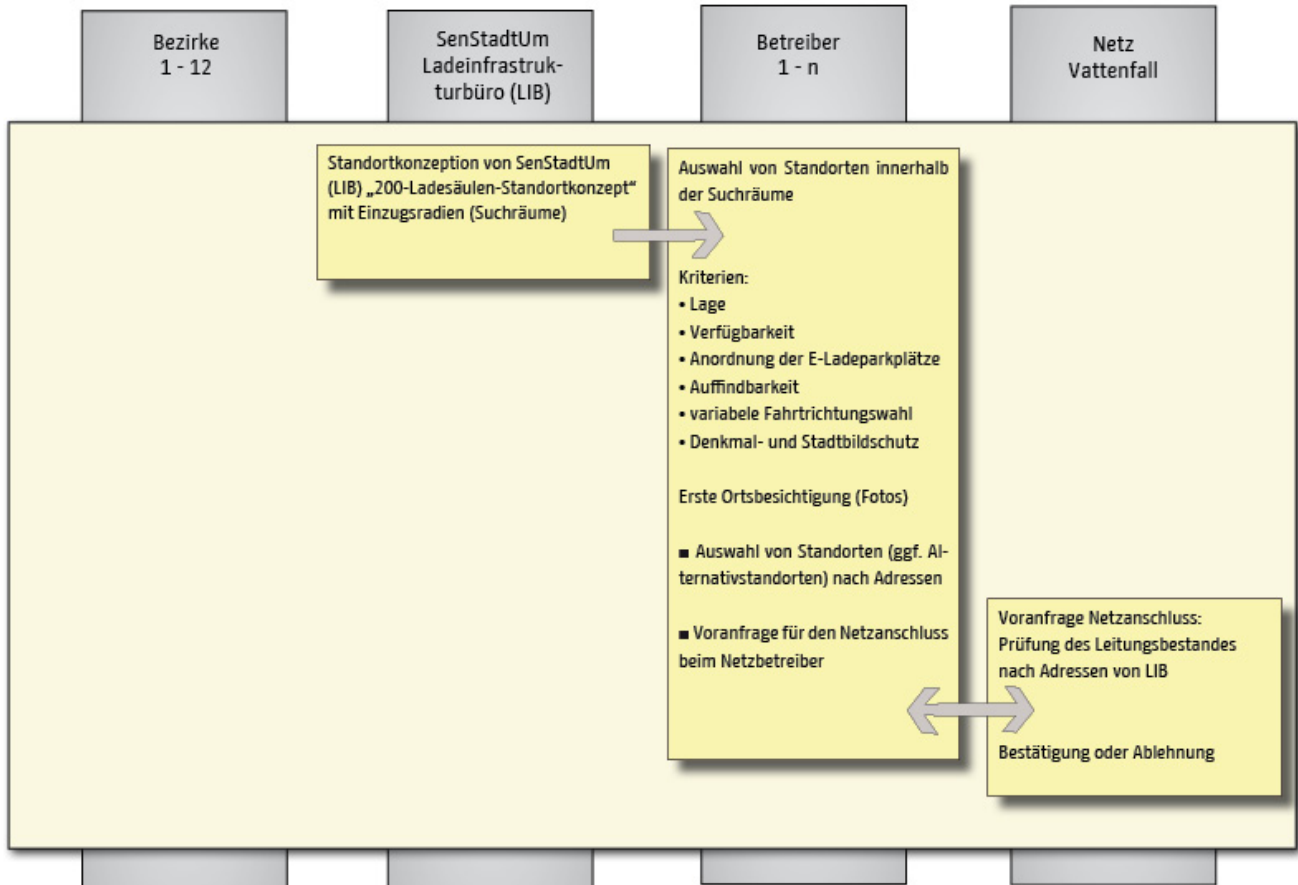 Bezirke
1 - 12
SenStadtUm
Ladeinfrastruk-
turbüro (LIB)
Betreiber
1 - n
Netz
Vattenfall
Standortkonzeption von SenStadtUm
(LIB) „200-Ladesäulen-Standortkonzept“
mit Einzugsradien (Suchräume)
Auswahl von Standorten innerhalb
der Suchräume
Kriterien:
• Lage
• Verfügbarkeit
• Anordnung der E-Ladeparkplätze
• Auffindbarkeit
• variabele Fahrtrichtungswahl
• Denkmal- und Stadtbildschutz
Erste Ortsbesichtigung (Fotos)
■ Auswahl von Standorten (ggf. Al-
ternativstandorten) nach Adressen
■ Voranfrage für den Netzanschluss
beim Netzbetreiber
Voranfrage Netzanschluss:
Prüfung des Leitungsbestandes
nach Adressen von LIB
Bestätigung oder Ablehnung